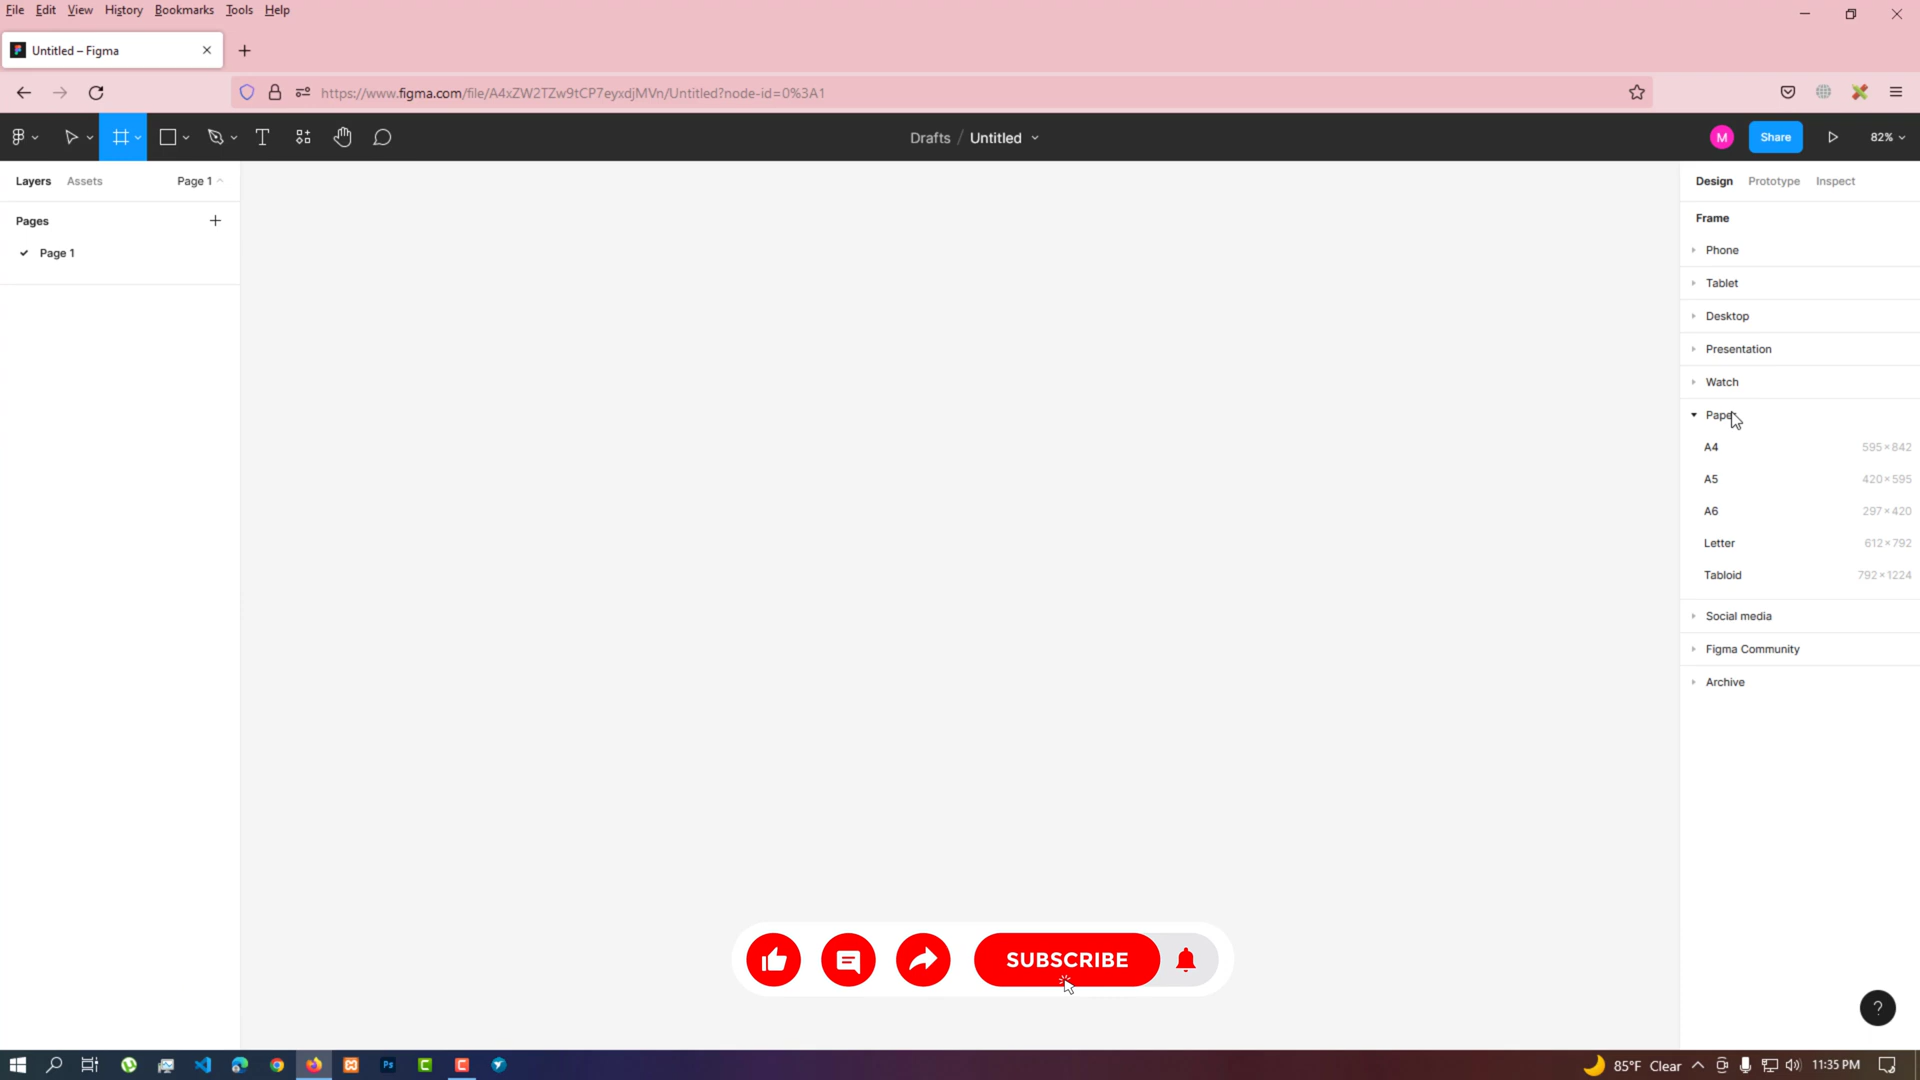 File Edit View History Bookmarks Tools Help
Untitled – Figma
https://www.figma.com/file/A4xZW2TZw9tCP7eyxdjMVn/Untitled?node-id=0%3A1
Drafts / Untitled
M
Share
82%
Layers Assets Page 1
Design Prototype Inspect
Pages
Page 1
Frame
Phone
Tablet
Desktop
Presentation
Watch
Paper
A4 595×842
A5 420×595
A6 297×420
Letter 612×792
Tabloid 792×1224
Social media
Figma Community
Archive
SUBSCRIBE
?
Ps
C
C
85°F Clear
11:35 PM